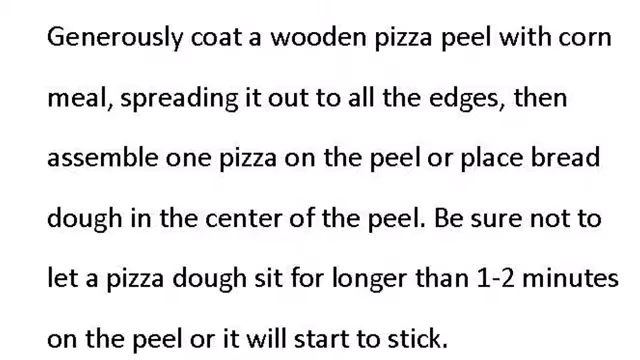 Generously coat a wooden pizza peel with corn
meal, spreading it out to all the edges, then
assemble one pizza on the peel or place bread
dough in the center of the peel. Be sure not to
let a pizza dough sit for longer than 1-2 minutes
on the peel or it will start to stick.